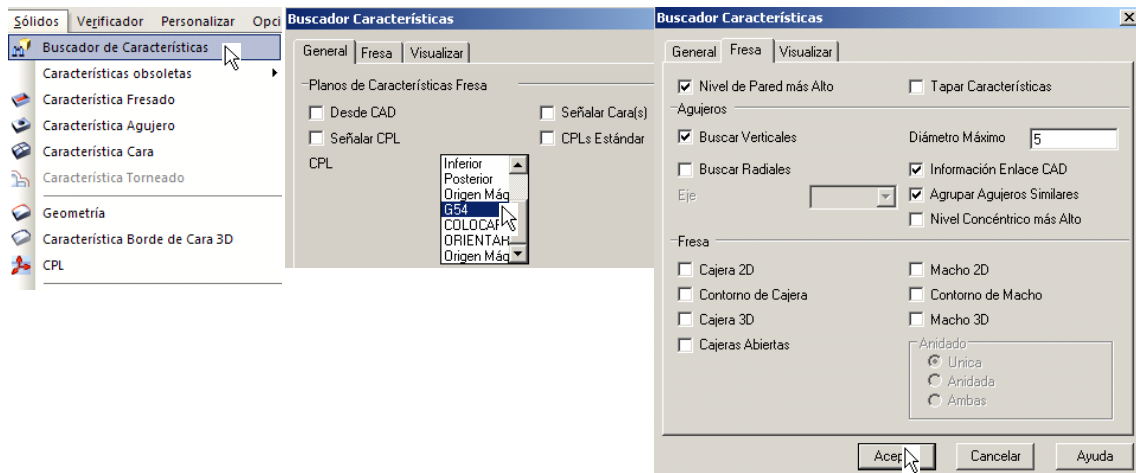 Sólidos Verificador Personalizar Opci
Buscador de Características
Características obsoletas
Característica Fresado
Característica Agujero
Característica Cara
Característica Torneado
Geometría
Característica Borde de Cara 3D
CPL
Buscador Características
General Fresa Visualizar
Planos de Características Fresa
Desde CAD Señalar Cara(s)
Señalar CPL CPLs Estándar
CPL
Inferior
Posterior
Origen Máq
G54
COLOCAR
ORIENTAR
Origen Máq
Buscador Características
General Fresa Visualizar
Nivel de Pared más Alto Tapar Características
Agujeros
Buscar Verticales Diámetro Máximo 5
Buscar Radiales Información Enlace CAD
Eje Agrupar Agujeros Similares
Nivel Concéntrico más Alto
Fresa
Cajera 2D Macho 2D
Contorno de Cajera Contorno de Macho
Cajera 3D Macho 3D
Cajeras Abiertas Anidado
Unica
Anidada
Ambas
Acep Cancelar Ayuda